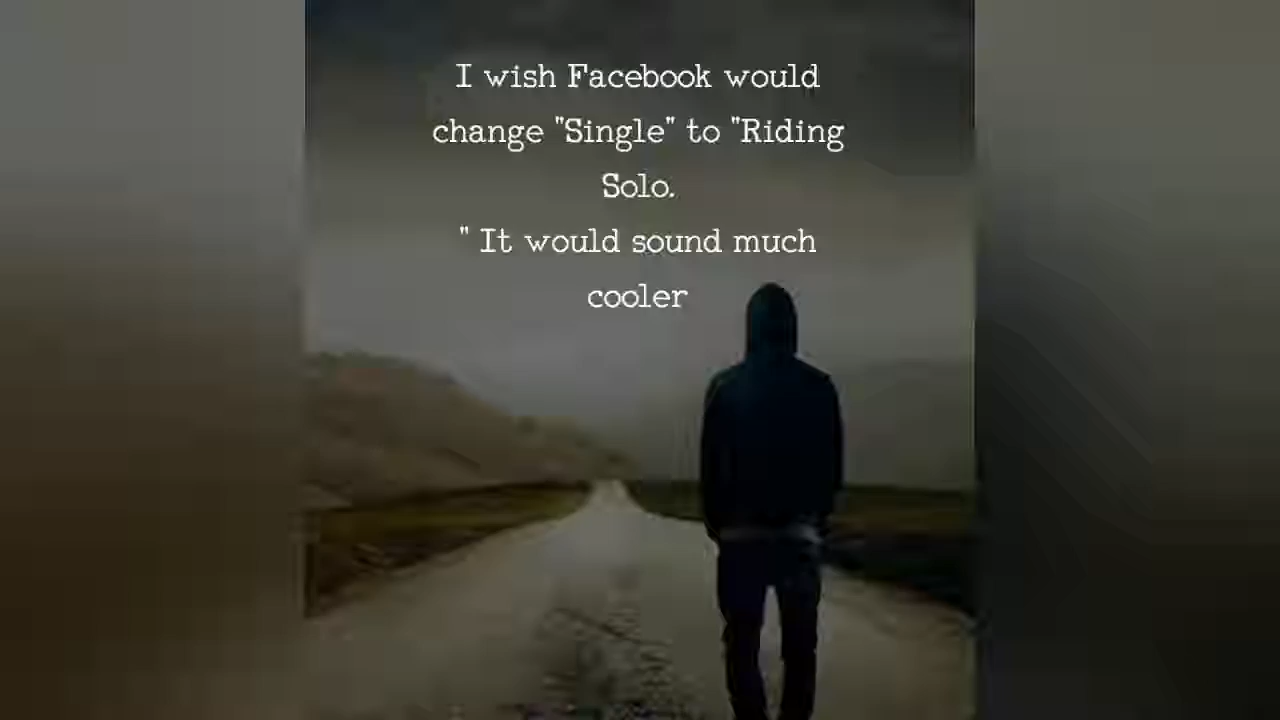 I wish Facebook would
change "Single" to "Riding
Solo.
" It would sound much
cooler